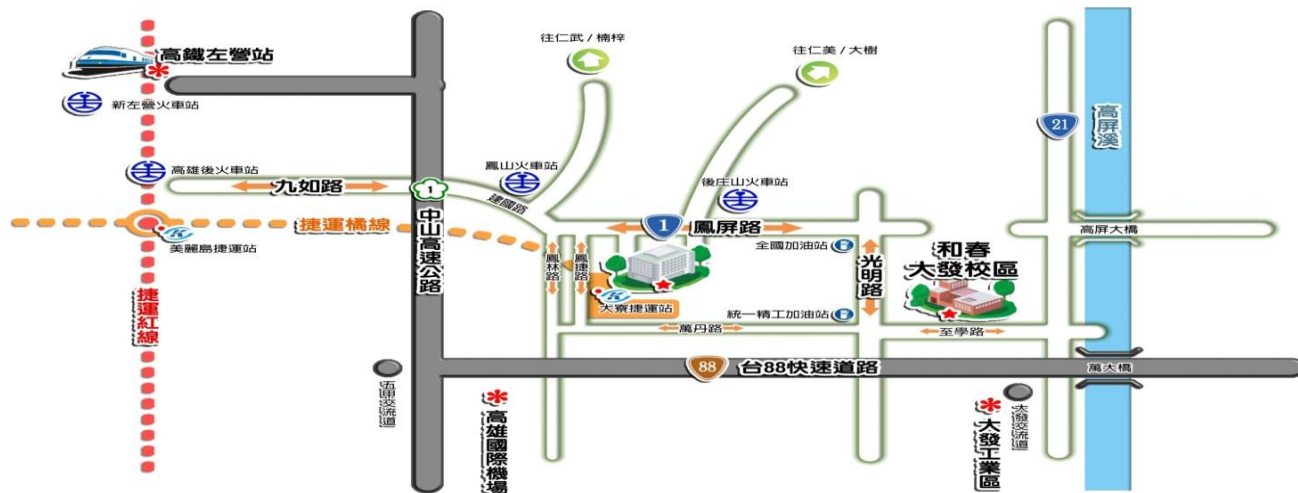 往仁武 / 楠梓
往仁美 / 大樹
高鐵左營站
新左營火車站
21
高屏溪
高雄後火車站
鳳山火車站
後庄山火車站
九如路
1
建國路
中山高速公路
捷運橘線
1
鳳屏路
高屏大橋
美麗島捷運站
全國加油站
和春
大發校區
鳳林路
鳳捷路
光明路
大寮捷運站
統一精工加油站
捷運紅線
萬丹路
至學路
88
台88快速道路
萬大橋
五甲交流道
高雄國際機場
大發工業區
大發交流道